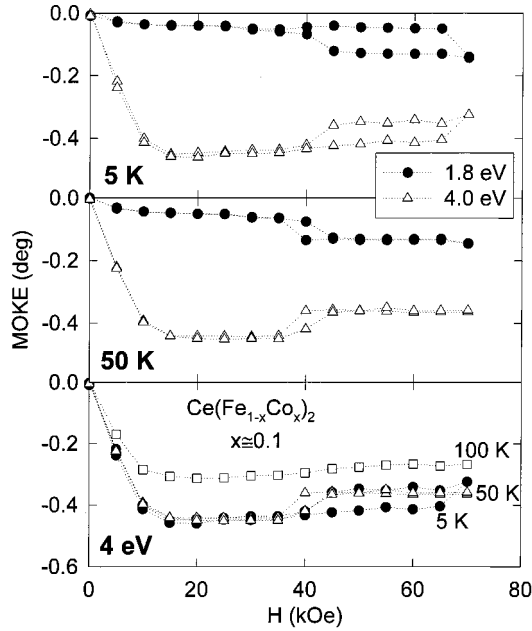 0.0
-0.2
-0.4
5 K
1.8 eV
4.0 eV
0.0
-0.2
-0.4
50 K
MOKE (deg)
0.0
-0.2
-0.4
-0.6
Ce(Fe1-xCox)2
x≅0.1
100 K
50 K
5 K
4 eV
0 20 40 60 80
H (kOe)